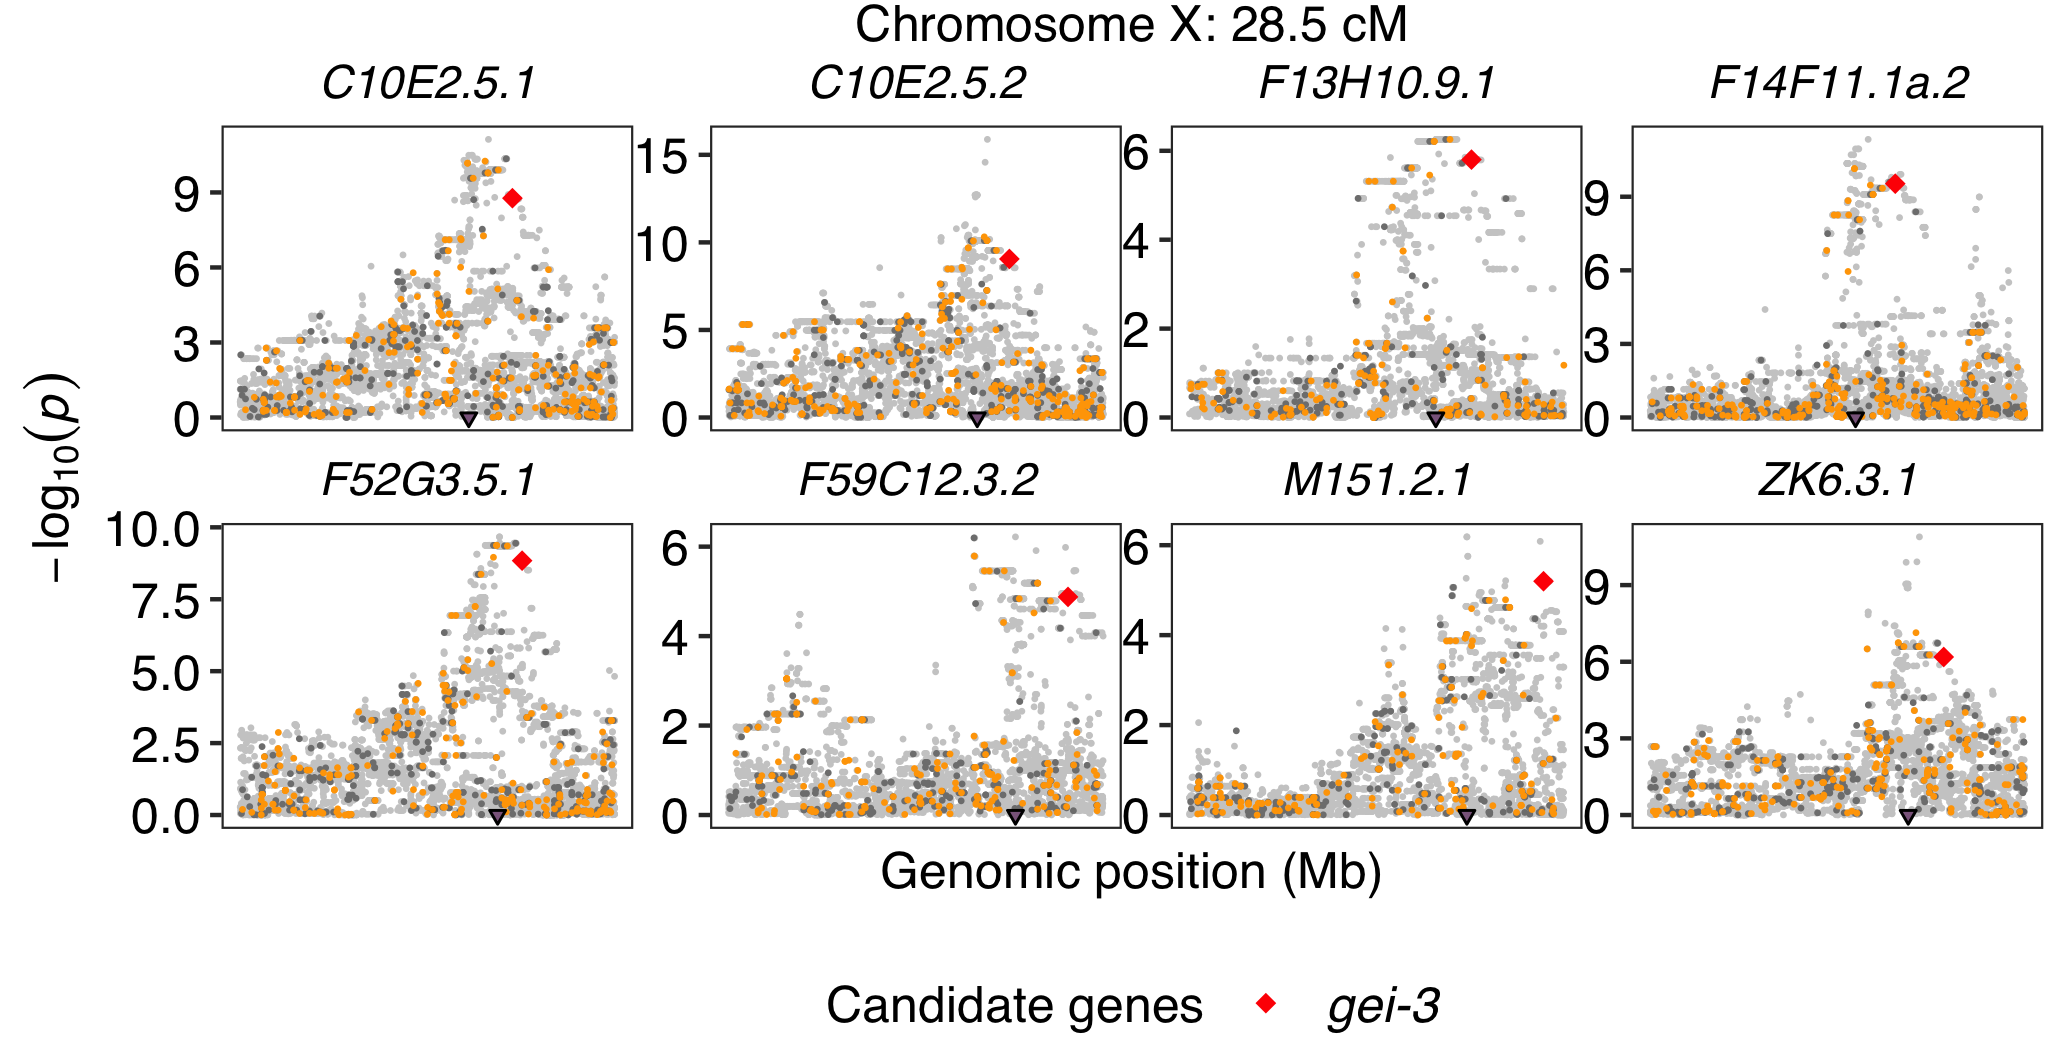 Chromosome X: 28.5 cM
C10E2.5.1 C10E2.5.2 F13H10.9.1 F14F11.1a.2
9 6 3 0
15 10 5 0
6 4 2 0
9 6 3 0
−log10(p)
F52G3.5.1 F59C12.3.2 M151.2.1 ZK6.3.1
10.0 7.5 5.0 2.5 0.0
6 4 2 0
6 4 2 0
9 6 3 0
Genomic position (Mb)
Candidate genes gei-3